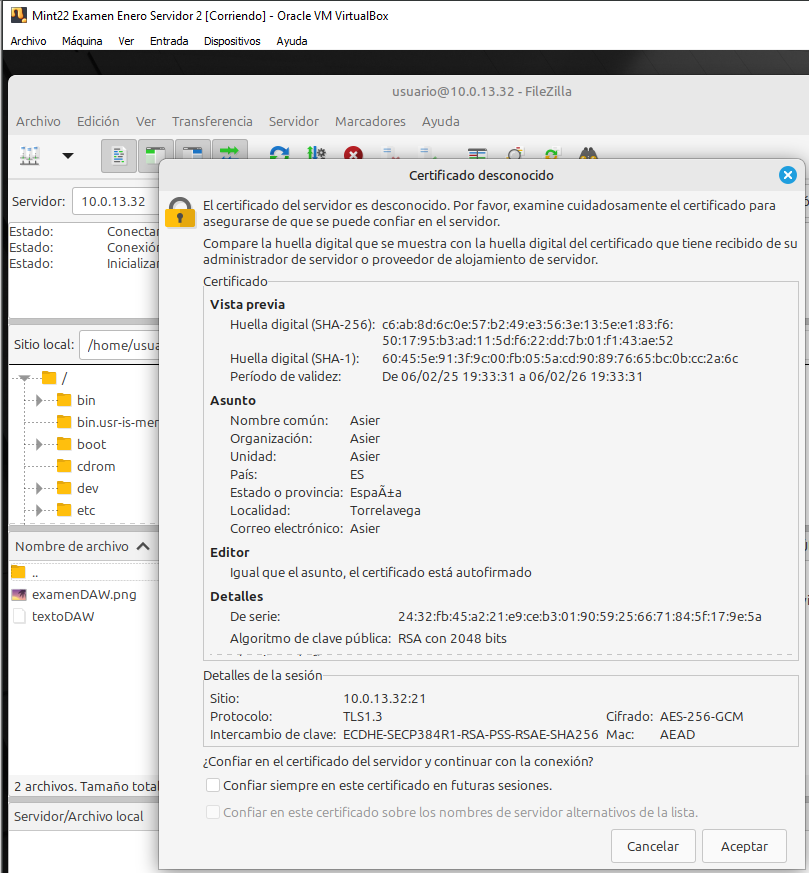 Mint22 Examen Enero Servidor 2 [Corriendo] - Oracle VM VirtualBox
Archivo Máquina Ver Entrada Dispositivos Ayuda
usuario@10.0.13.32 - FileZilla
Archivo Edición Ver Transferencia Servidor Marcadores Ayuda
Servidor: 10.0.13.32
Estado: Conectar
Estado: Conexión
Estado: Inicializar
Sitio local: /home/usua
/
bin
bin.usr-is-mer
boot
cdrom
dev
etc
Nombre de archivo
..
examenDAW.png
textoDAW
2 archivos. Tamaño total
Servidor/Archivo local
Certificado desconocido
El certificado del servidor es desconocido. Por favor, examine cuidadosamente el certificado para
asegurarse de que se puede confiar en el servidor.
Compare la huella digital que se muestra con la huella digital del certificado que tiene recibido de su
administrador de servidor o proveedor de alojamiento de servidor.
Certificado
Vista previa
Huella digital (SHA-256): c6:ab:8d:6c:0e:57:b2:49:e3:56:3e:13:5e:e1:83:f6:
50:17:95:b3:ad:11:5d:f6:22:dd:7b:01:f1:43:ae:52
Huella digital (SHA-1): 60:45:5e:91:3f:9c:00:fb:05:5a:cd:90:89:76:65:bc:0b:cc:2a:6c
Período de validez: De 06/02/25 19:33:31 a 06/02/26 19:33:31
Asunto
Nombre común: Asier
Organización: Asier
Unidad: Asier
País: ES
Estado o provincia: EspaÃ±a
Localidad: Torrelavega
Correo electrónico: Asier
Editor
Igual que el asunto, el certificado está autofirmado
Detalles
De serie: 24:32:fb:45:a2:21:e9:ce:b3:01:90:59:25:66:71:84:5f:17:9e:5a
Algoritmo de clave pública: RSA con 2048 bits
Detalles de la sesión
Sitio: 10.0.13.32:21
Protocolo: TLS1.3 Cifrado: AES-256-GCM
Intercambio de clave: ECDHE-SECP384R1-RSA-PSS-RSAE-SHA256 Mac: AEAD
¿Confiar en el certificado del servidor y continuar con la conexión?
Confiar siempre en este certificado en futuras sesiones.
Confiar en este certificado sobre los nombres de servidor alternativos de la lista.
Cancelar Aceptar